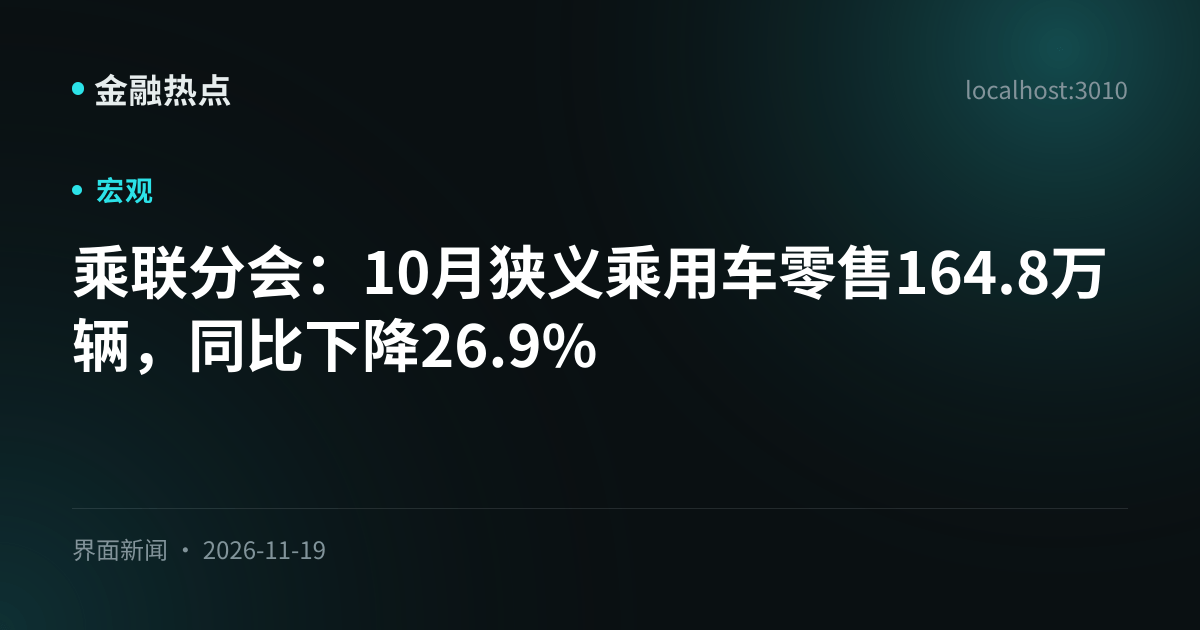 金融热点
localhost:3010
宏观
乘联分会：10月狭义乘用车零售164.8万
辆，同比下降26.9%
界面新闻 • 2026-11-19